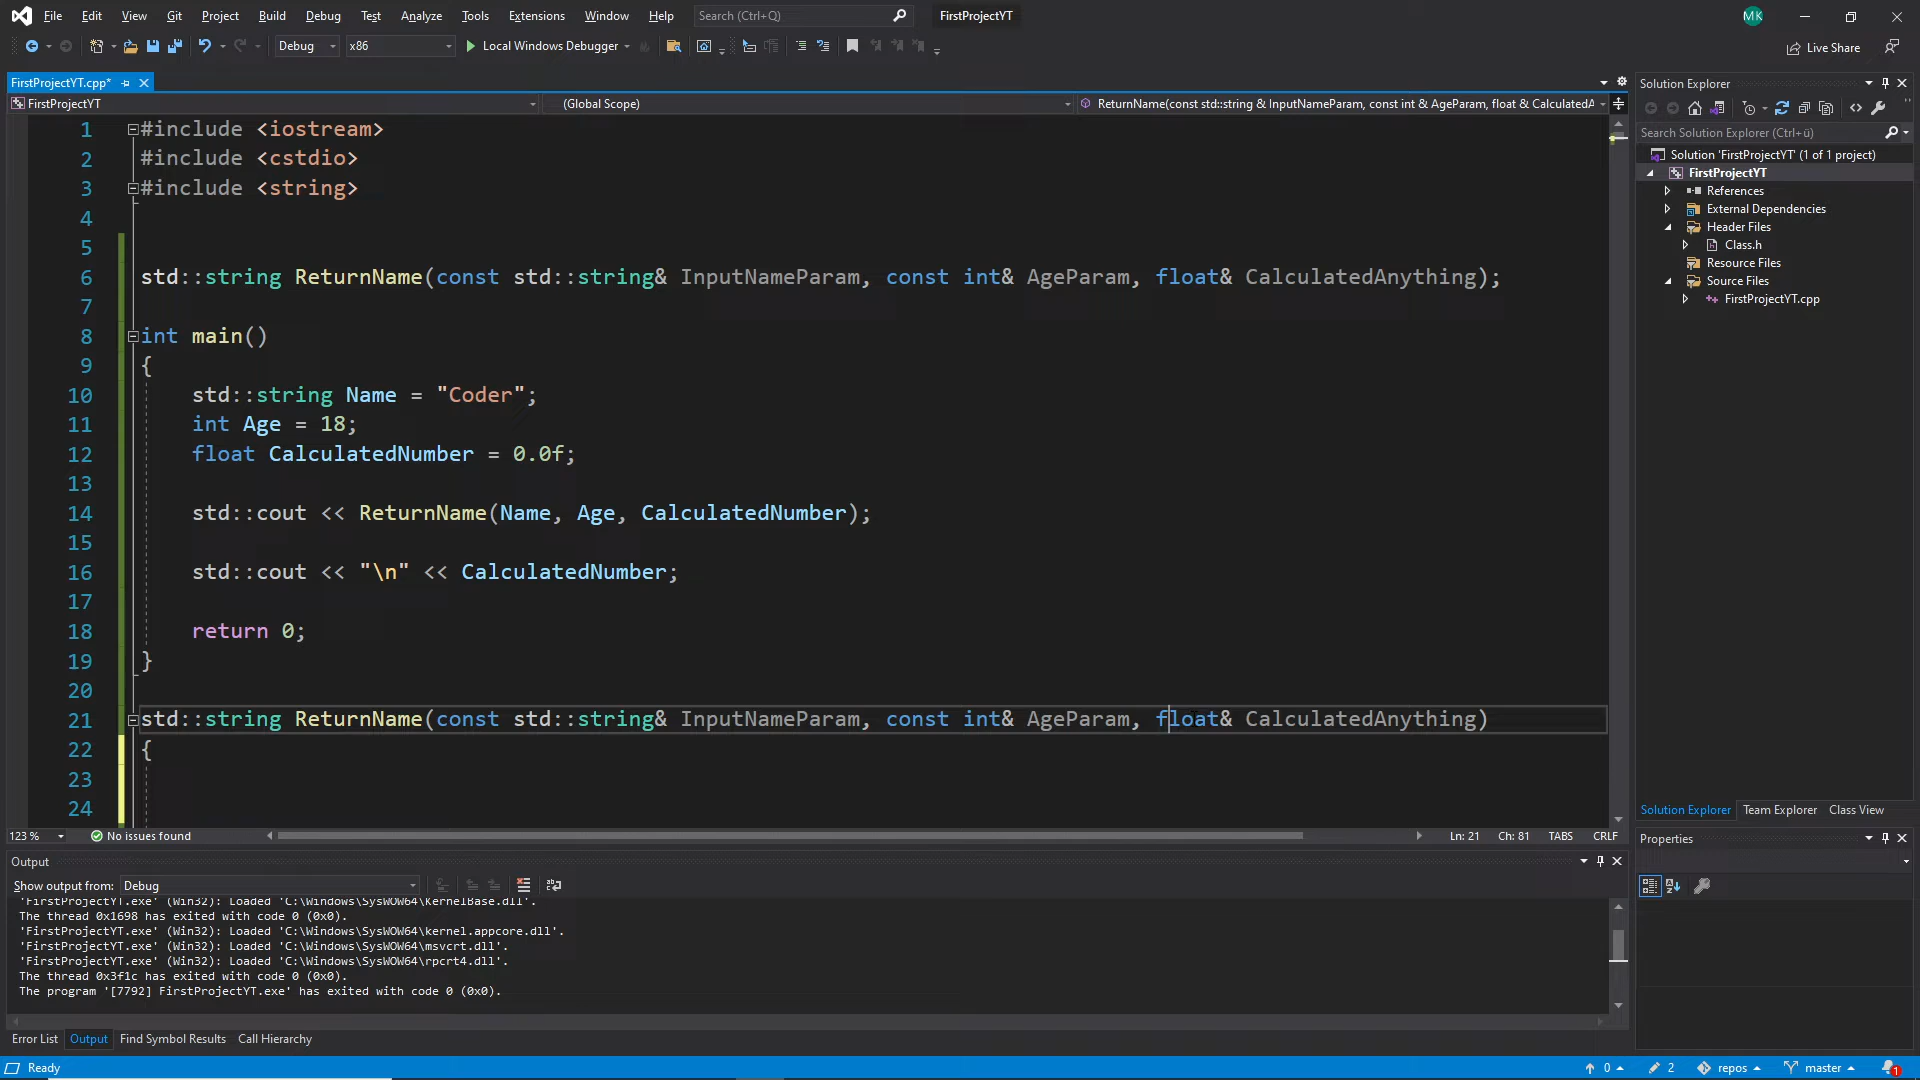 File Edit View Git Project Build Debug Test Analyze Tools Extensions Window Help Search (Ctrl+Q) FirstProjectYT MK
Debug x86 Local Windows Debugger Live Share
FirstProjectYT.cpp*
FirstProjectYT (Global Scope) ReturnName(const std::string & InputNameParam, const int & AgeParam, float & CalculatedA
1 #include <iostream>
2 #include <cstdio>
3 #include <string>
4
5
6 std::string ReturnName(const std::string& InputNameParam, const int& AgeParam, float& CalculatedAnything);
7
8 int main()
9 {
10 std::string Name = "Coder";
11 int Age = 18;
12 float CalculatedNumber = 0.0f;
13
14 std::cout << ReturnName(Name, Age, CalculatedNumber);
15
16 std::cout << "\n" << CalculatedNumber;
17
18 return 0;
19 }
20
21 std::string ReturnName(const std::string& InputNameParam, const int& AgeParam, float& CalculatedAnything)
22 {
23
24
123 % No issues found Ln: 21 Ch: 81 TABS CRLF
Output
Show output from: Debug
'FirstProjectYT.exe' (Win32): Loaded 'C:\Windows\SysWOW64\KernelBase.dll'.
The thread 0x1698 has exited with code 0 (0x0).
'FirstProjectYT.exe' (Win32): Loaded 'C:\Windows\SysWOW64\kernel.appcore.dll'.
'FirstProjectYT.exe' (Win32): Loaded 'C:\Windows\SysWOW64\msvcrt.dll'.
'FirstProjectYT.exe' (Win32): Loaded 'C:\Windows\SysWOW64\rpcrt4.dll'.
The thread 0x3f1c has exited with code 0 (0x0).
The program '[7792] FirstProjectYT.exe' has exited with code 0 (0x0).
Error List Output Find Symbol Results Call Hierarchy
Solution Explorer
Search Solution Explorer (Ctrl+ü)
Solution 'FirstProjectYT' (1 of 1 project)
FirstProjectYT
References
External Dependencies
Header Files
Class.h
Resource Files
Source Files
FirstProjectYT.cpp
Solution Explorer Team Explorer Class View
Properties
Ready 0 2 repos master 1